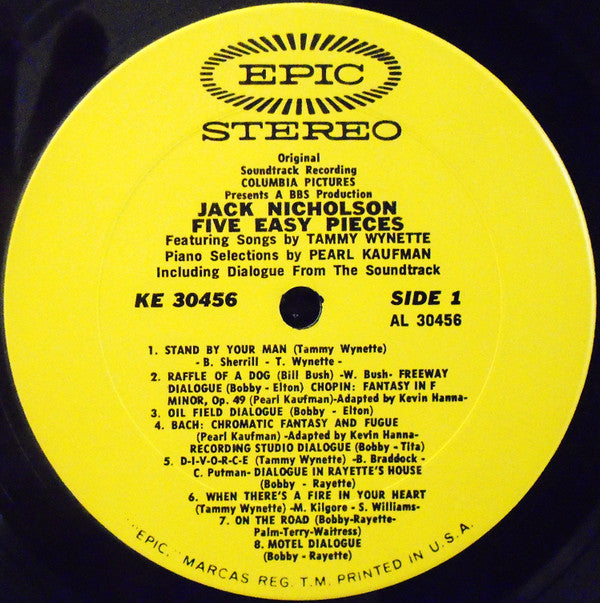 EPIC
STEREO
Original
Soundtrack Recording
COLUMBIA PICTURES
Presents A BBS Production
JACK NICHOLSON
FIVE EASY PIECES
Featuring Songs by TAMMY WYNETTE
Piano Selections by PEARL KAUFMAN
Including Dialogue From The Soundtrack
KE 30456
SIDE 1
AL 30456
1. STAND BY YOUR MAN (Tammy Wynette)
- B. Sherrill - T. Wynette -
2. RAFFLE OF A DOG (Bill Bush) -W. Bush- FREEWAY
DIALOGUE (Bobby - Elton) CHOPIN: FANTASY IN F
MINOR, Op. 49 (Pearl Kaufman)-Adapted by Kevin Hanna-
3. OIL FIELD DIALOGUE (Bobby - Elton)
4. BACH: CHROMATIC FANTASY AND FUGUE
(Pearl Kaufman) -Adapted by Kevin Hanna-
RECORDING STUDIO DIALOGUE (Bobby - Tita)
5. D-I-V-O-R-C-E (Tammy Wynette) -B. Braddock -
C. Putman- DIALOGUE IN RAYETTE'S HOUSE
(Bobby - Rayette)
6. WHEN THERE'S A FIRE IN YOUR HEART
(Tammy Wynette) -M. Kilgore - S. Williams-
7. ON THE ROAD (Bobby-Rayette-
Palm-Terry-Waitress)
8. MOTEL DIALOGUE
(Bobby - Rayette)
"EPIC," MARCAS REG. T.M. PRINTED IN U.S.A.